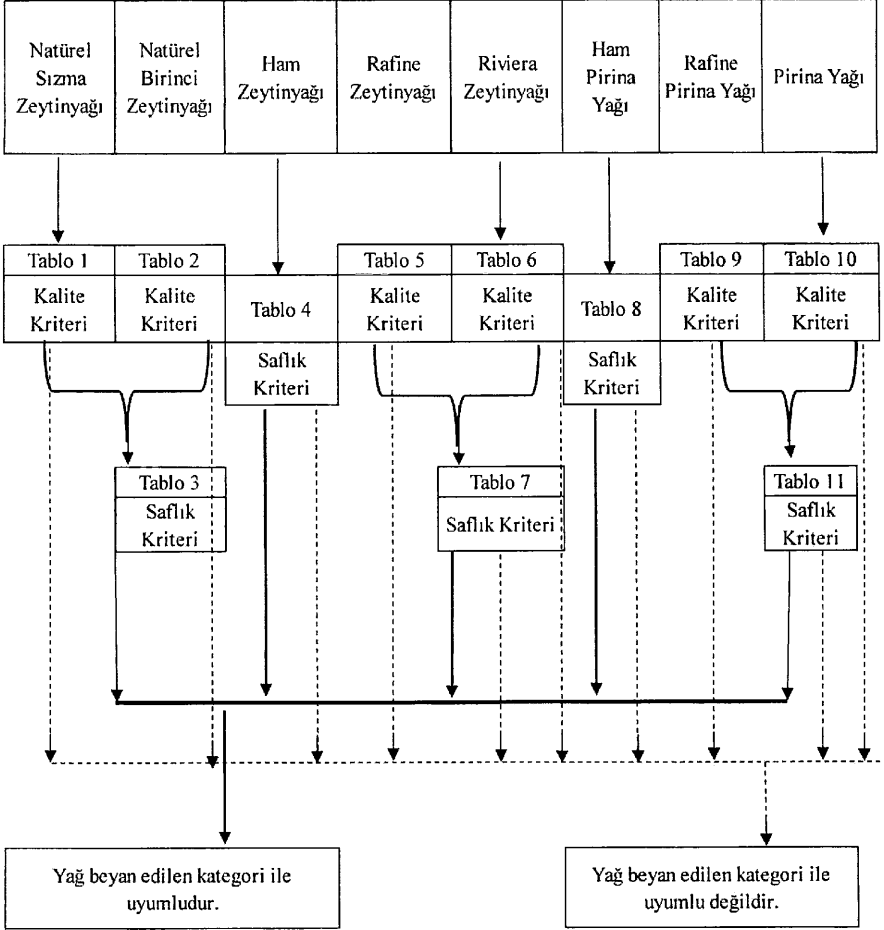 Natürel
Sızma
Zeytinyağı
Natürel
Birinci
Zeytinyağı
Ham
Zeytinyağı
Rafine
Zeytinyağı
Riviera
Zeytinyağı
Ham
Pirina
Yağı
Rafine
Pirina Yağı
Pirina Yağı
Tablo 1
Kalite
Kriteri
Tablo 2
Kalite
Kriteri
Tablo 4
Saflık
Kriteri
Tablo 5
Kalite
Kriteri
Tablo 6
Kalite
Kriteri
Tablo 8
Saflık
Kriteri
Tablo 9
Kalite
Kriteri
Tablo 10
Kalite
Kriteri
Tablo 3
Saflık
Kriteri
Tablo 7
Saflık Kriteri
Tablo 11
Saflık
Kriteri
Yağ beyan edilen kategori ile
uyumludur.
Yağ beyan edilen kategori ile
uyumlu değildir.